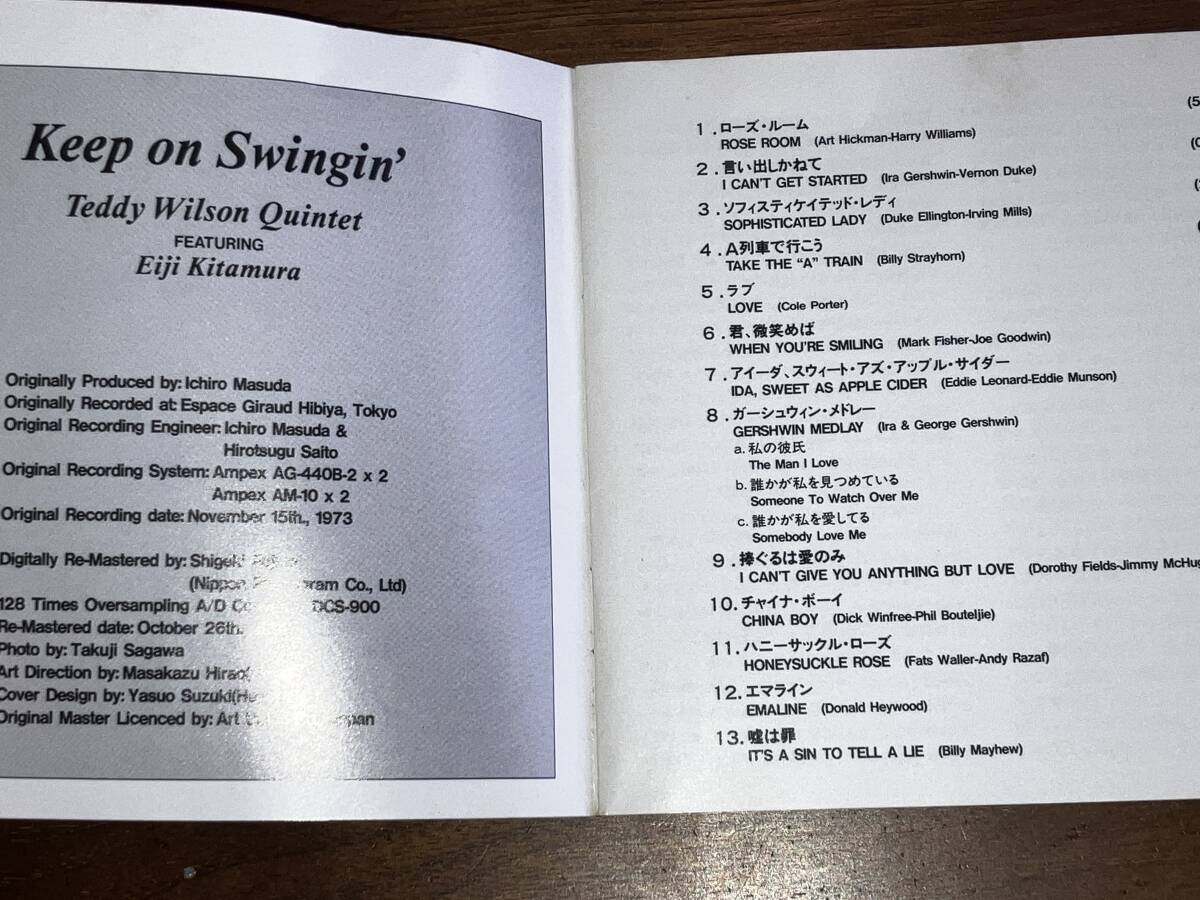 Keep on Swingin'
Teddy Wilson Quintet
FEATURING
Eiji Kitamura
Originally Produced by: Ichiro Masuda
Originally Recorded at: Espace Giraud Hibiya, Tokyo
Original Recording Engineer: Ichiro Masuda &
Hirotsugu Saito
Original Recording System: Ampex AG-440B-2 x 2
Ampex AM-10 x 2
Original Recording date: November 15th., 1973
Digitally Re-Mastered by: Shigeki
(Nippon Co., Ltd)
128 Times Oversampling A/D DCS-900
Re-Mastered date: October 26th.
Photo by: Takuji Sagawa
Art Direction by: Masakazu
Cover Design by: Yasuo Suzuki
Original Master Licenced by: Art
1. ローズ・ルーム
ROSE ROOM (Art Hickman-Harry Williams)
2. 言い出しかねて
I CAN'T GET STARTED (Ira Gershwin-Vernon Duke)
3. ソフィスティケイテッド・レディ
SOPHISTICATED LADY (Duke Ellington-Irving Mills)
4. A列車で行こう
TAKE THE "A" TRAIN (Billy Strayhorn)
5. ラブ
LOVE (Cole Porter)
6. 君、微笑めば
WHEN YOU'RE SMILING (Mark Fisher-Joe Goodwin)
7. アイーダ、スウィート・アズ・アップル・サイダー
IDA, SWEET AS APPLE CIDER (Eddie Leonard-Eddie Munson)
8. ガーシュウィン・メドレー
GERSHWIN MEDLAY (Ira & George Gershwin)
a. 私の彼氏
The Man I Love
b. 誰かが私を見つめている
Someone To Watch Over Me
c. 誰かが私を愛してる
Somebody Love Me
9. 捧ぐるは愛のみ
I CAN'T GIVE YOU ANYTHING BUT LOVE (Dorothy Fields-Jimmy McHug
10. チャイナ・ボーイ
CHINA BOY (Dick Winfree-Phil Bouteljie)
11. ハニーサックル・ローズ
HONEYSUCKLE ROSE (Fats Waller-Andy Razaf)
12. エマライン
EMALINE (Donald Heywood)
13. 嘘は罪
IT'S A SIN TO TELL A LIE (Billy Mayhew)